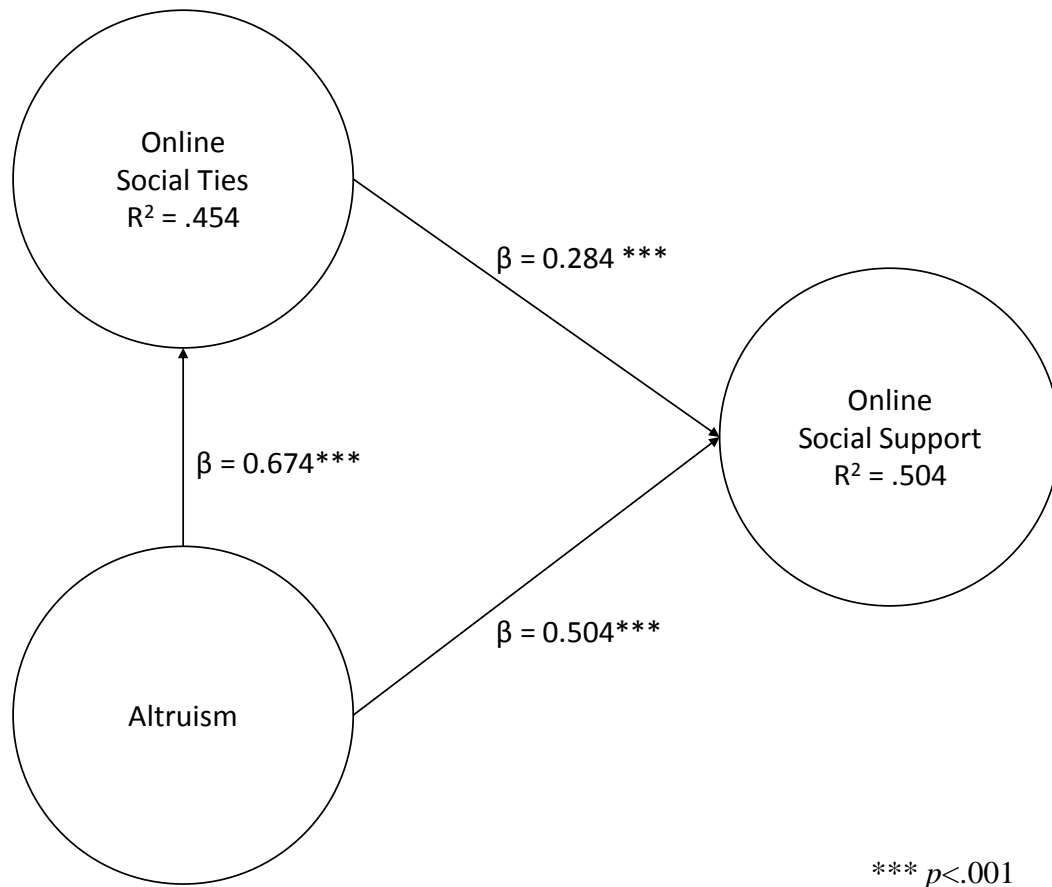 Online
Social Ties
R² = .454
β = 0.284 ***
Online
Social Support
R² = .504
β = 0.674***
β = 0.504***
Altruism
*** p<.001